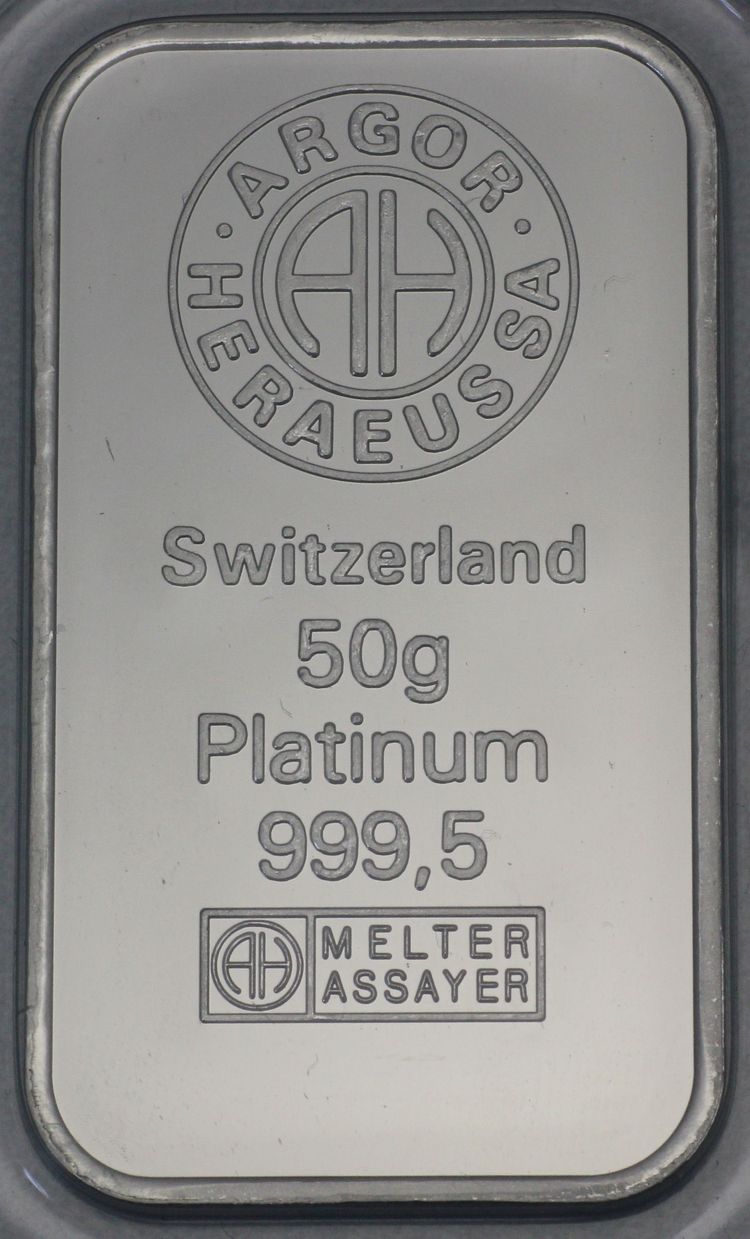 · ARGOR ·
HERAEUS SA
AH
Switzerland
50g
Platinum
999,5
AH
MELTER
ASSAYER